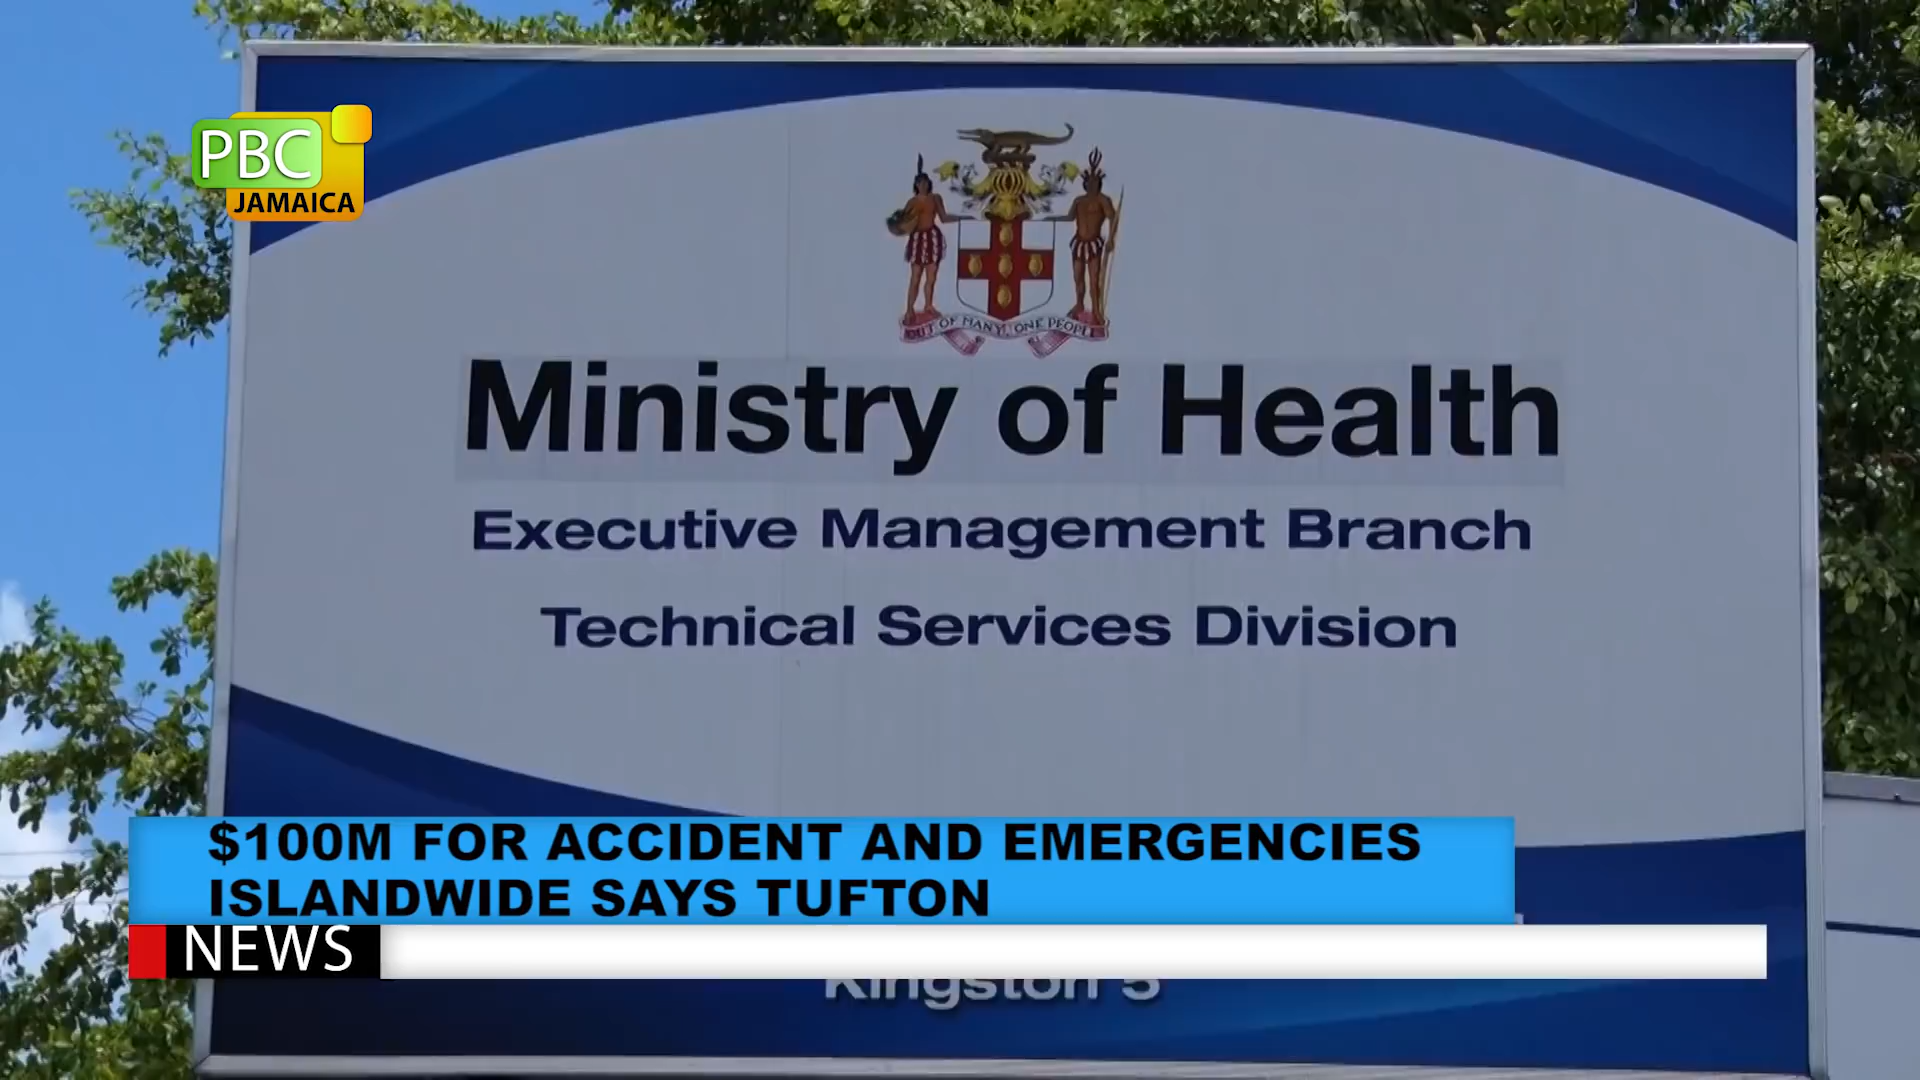 PBC
JAMAICA
OUT OF MANY, ONE PEOPLE
Ministry of Health
Executive Management Branch
Technical Services Division
$100M FOR ACCIDENT AND EMERGENCIES
ISLANDWIDE SAYS TUFTON
NEWS
Kingston 5